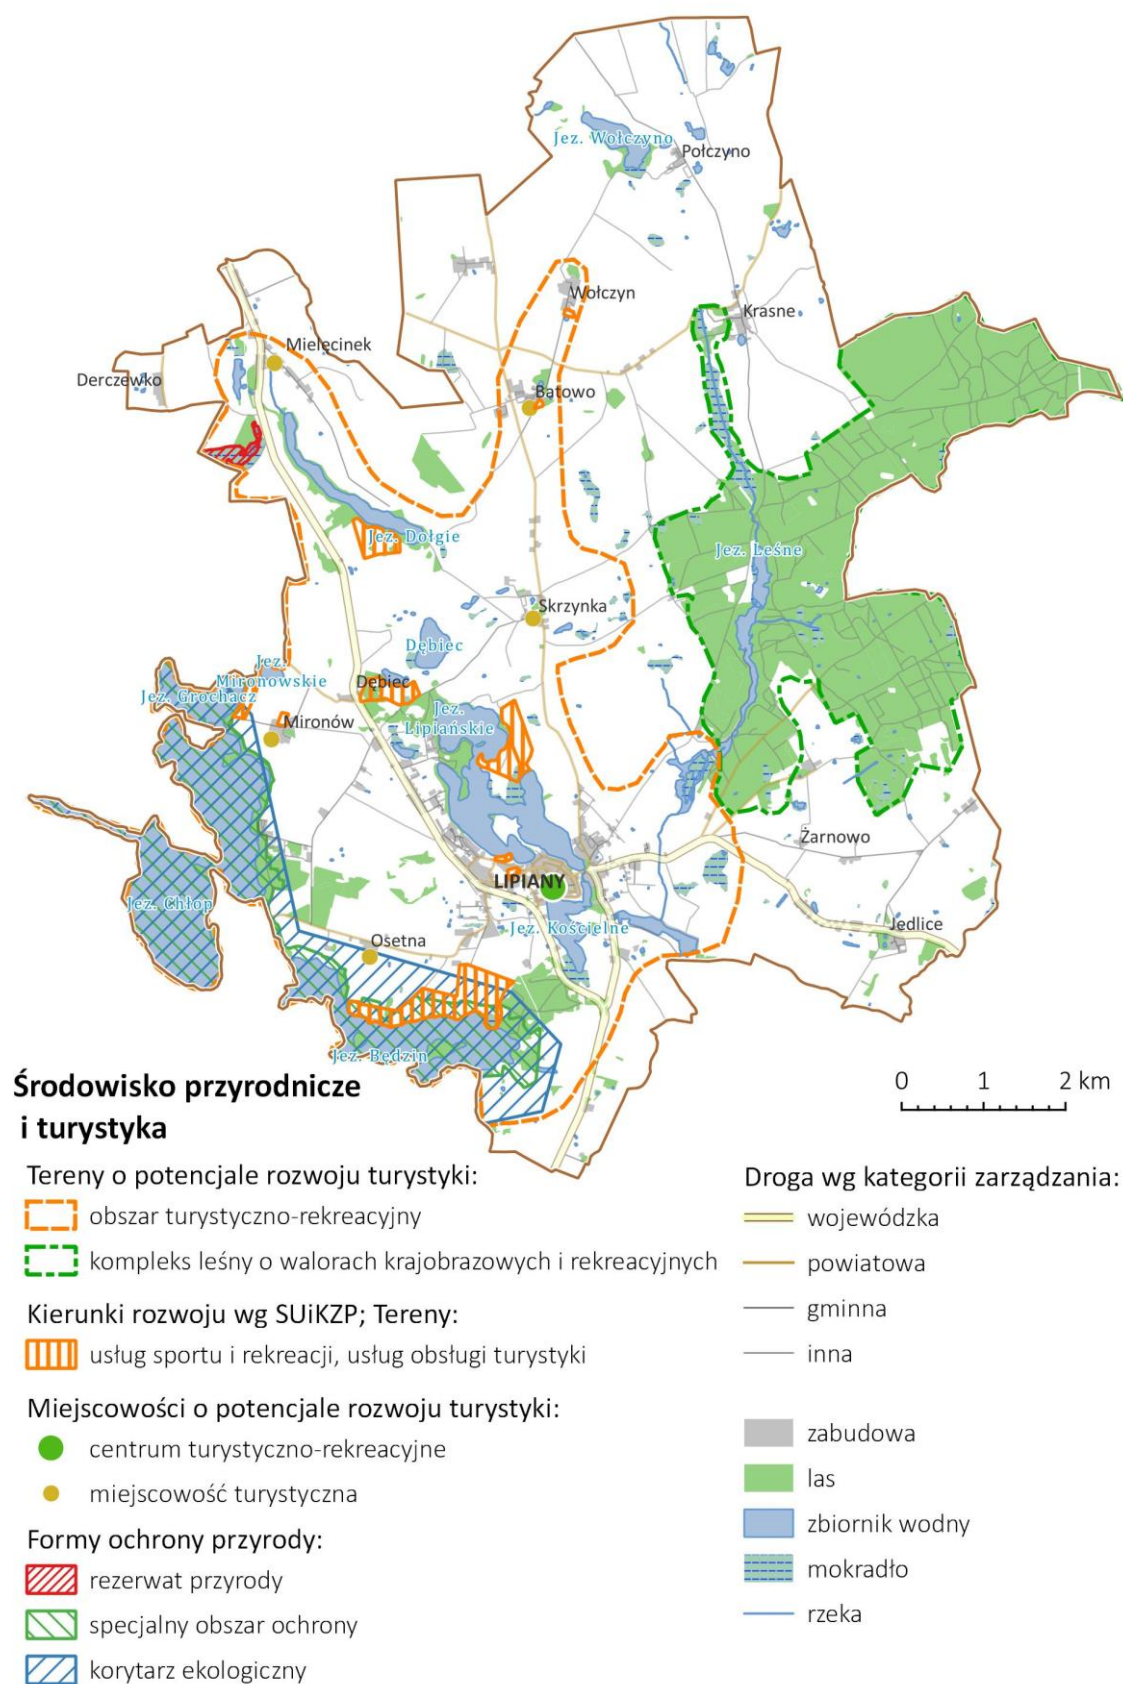 Jez. Wołczyno
Połczyno
Wołczyn
Krasne
Mielęcinek
Derczewko
Batowo
Jez. Dołgie
Jez. Leśne
Skrzynka
Dębiec
Jez.
Mironowskie
Jez. Grochacz
Dębiec
Mironów
Jez.
Lipiańskie
Żarnowo
LIPIANY
Jez. Chłop
Jez. Kościelne
Jedlice
Osetna
Jez. Będzin
Środowisko przyrodnicze
i turystyka
0 1 2 km
Tereny o potencjale rozwoju turystyki:
obszar turystyczno-rekreacyjny
kompleks leśny o walorach krajobrazowych i rekreacyjnych
Kierunki rozwoju wg SUiKZP; Tereny:
usług sportu i rekreacji, usług obsługi turystyki
Miejscowości o potencjale rozwoju turystyki:
centrum turystyczno-rekreacyjne
miejscowość turystyczna
Formy ochrony przyrody:
rezerwat przyrody
specjalny obszar ochrony
korytarz ekologiczny
Droga wg kategorii zarządzania:
wojewódzka
powiatowa
gminna
inna
zabudowa
las
zbiornik wodny
mokradło
rzeka